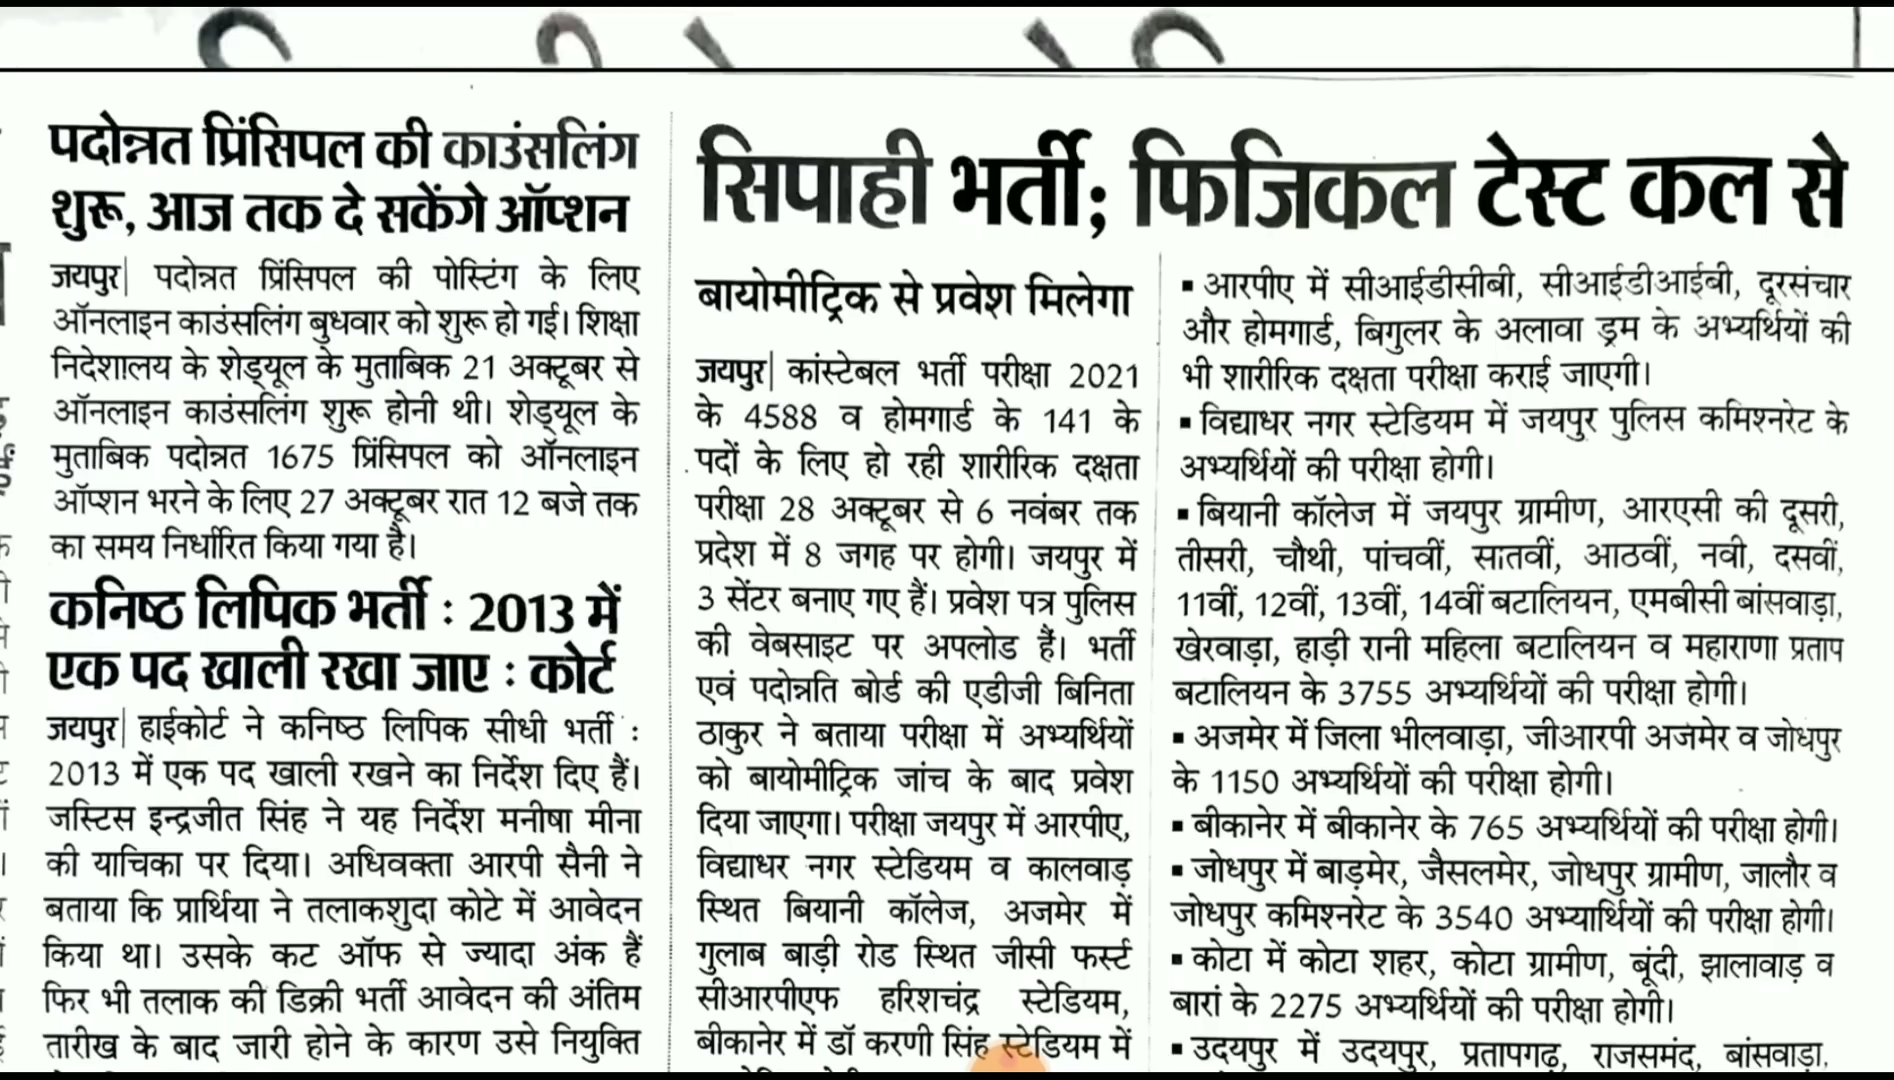 पदोन्नत प्रिंसिपल की काउंसलिंग
शुरू, आज तक दे सकेंगे ऑप्शन
जयपुर| पदोन्नत प्रिंसिपल की पोस्टिंग के लिए
ऑनलाइन काउंसलिंग बुधवार को शुरू हो गई। शिक्षा
निदेशालय के शेड्यूल के मुताबिक 21 अक्टूबर से
ऑनलाइन काउंसलिंग शुरू होनी थी। शेड्यूल के
मुताबिक पदोन्नत 1675 प्रिंसिपल को ऑनलाइन
ऑप्शन भरने के लिए 27 अक्टूबर रात 12 बजे तक
का समय निर्धारित किया गया है।
कनिष्ठ लिपिक भर्ती : 2013 में
एक पद खाली रखा जाए : कोर्ट
जयपुर| हाईकोर्ट ने कनिष्ठ लिपिक सीधी भर्ती :
2013 में एक पद खाली रखने का निर्देश दिए हैं।
जस्टिस इन्द्रजीत सिंह ने यह निर्देश मनीषा मीना
की याचिका पर दिया। अधिवक्ता आरपी सैनी ने
बताया कि प्रार्थिया ने तलाकशुदा कोटे में आवेदन
किया था। उसके कट ऑफ से ज्यादा अंक हैं
फिर भी तलाक की डिक्री भर्ती आवेदन की अंतिम
तारीख के बाद जारी होने के कारण उसे नियुक्ति
सिपाही भर्ती; फिजिकल टेस्ट कल से
बायोमीट्रिक से प्रवेश मिलेगा
जयपुर| कांस्टेबल भर्ती परीक्षा 2021
के 4588 व होमगार्ड के 141 के
पदों के लिए हो रही शारीरिक दक्षता
परीक्षा 28 अक्टूबर से 6 नवंबर तक
प्रदेश में 8 जगह पर होगी। जयपुर में
3 सेंटर बनाए गए हैं। प्रवेश पत्र पुलिस
की वेबसाइट पर अपलोड हैं। भर्ती
एवं पदोन्नति बोर्ड की एडीजी बिनिता
ठाकुर ने बताया परीक्षा में अभ्यर्थियों
को बायोमीट्रिक जांच के बाद प्रवेश
दिया जाएगा। परीक्षा जयपुर में आरपीए,
विद्याधर नगर स्टेडियम व कालवाड़
स्थित बियानी कॉलेज, अजमेर में
गुलाब बाड़ी रोड स्थित जीसी फर्स्ट
सीआरपीएफ हरिशचंद्र स्टेडियम,
बीकानेर में डॉ करणी सिंह स्टेडियम में
▪ आरपीए में सीआईडीसीबी, सीआईडीआईबी, दूरसंचार
और होमगार्ड, बिगुलर के अलावा ड्रम के अभ्यर्थियों की
भी शारीरिक दक्षता परीक्षा कराई जाएगी।
▪ विद्याधर नगर स्टेडियम में जयपुर पुलिस कमिश्नरेट के
अभ्यर्थियों की परीक्षा होगी।
▪ बियानी कॉलेज में जयपुर ग्रामीण, आरएसी की दूसरी,
तीसरी, चौथी, पांचवीं, सातवीं, आठवीं, नवी, दसवीं,
11वीं, 12वीं, 13वीं, 14वीं बटालियन, एमबीसी बांसवाड़ा,
खेरवाड़ा, हाड़ी रानी महिला बटालियन व महाराणा प्रताप
बटालियन के 3755 अभ्यर्थियों की परीक्षा होगी।
▪ अजमेर में जिला भीलवाड़ा, जीआरपी अजमेर व जोधपुर
के 1150 अभ्यर्थियों की परीक्षा होगी।
▪ बीकानेर में बीकानेर के 765 अभ्यर्थियों की परीक्षा होगी।
▪ जोधपुर में बाड़मेर, जैसलमेर, जोधपुर ग्रामीण, जालौर व
जोधपुर कमिश्नरेट के 3540 अभ्यार्थियों की परीक्षा होगी।
▪ कोटा में कोटा शहर, कोटा ग्रामीण, बूंदी, झालावाड़ व
बारां के 2275 अभ्यर्थियों की परीक्षा होगी।
▪ उदयपुर में उदयपुर, प्रतापगढ़, राजसमंद, बांसवाड़ा,